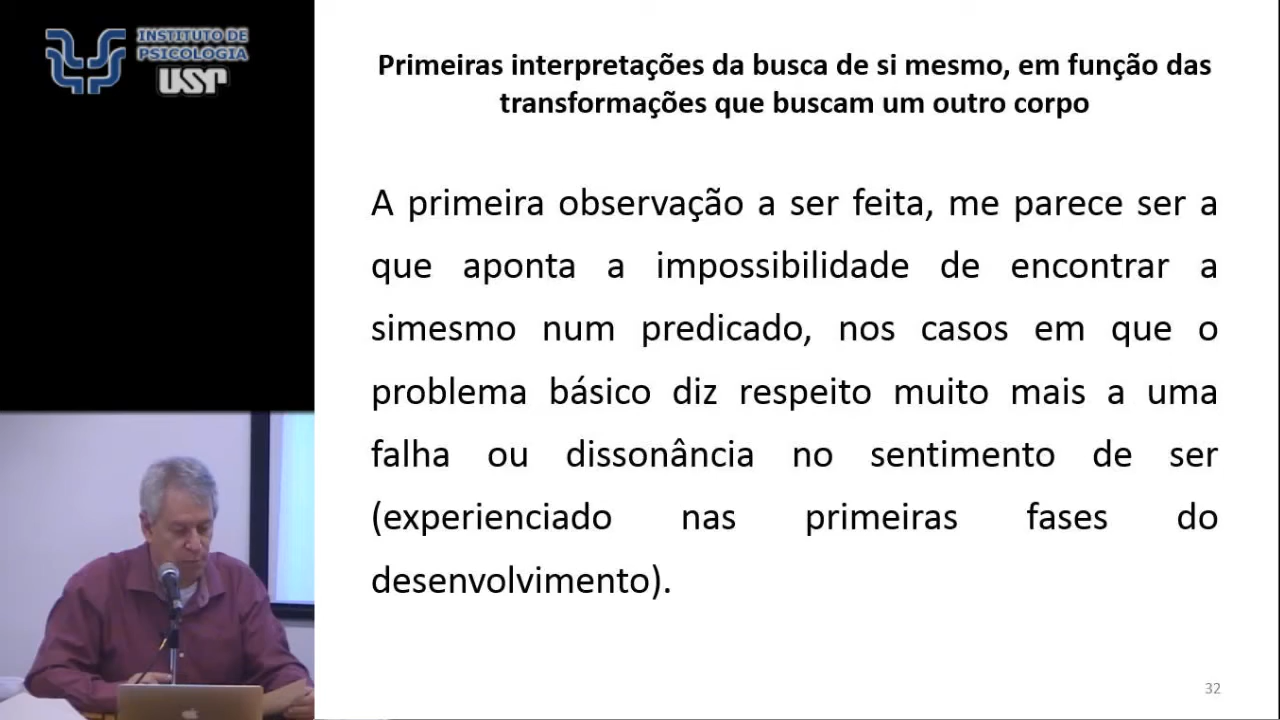 INSTITUTO DE
PSICOLOGIA
USP
Primeiras interpretações da busca de si mesmo, em função das
transformações que buscam um outro corpo
A primeira observação a ser feita, me parece ser a
que aponta a impossibilidade de encontrar a
simesmo num predicado, nos casos em que o
problema básico diz respeito muito mais a uma
falha ou dissonância no sentimento de ser
(experienciado nas primeiras fases do
desenvolvimento).
32